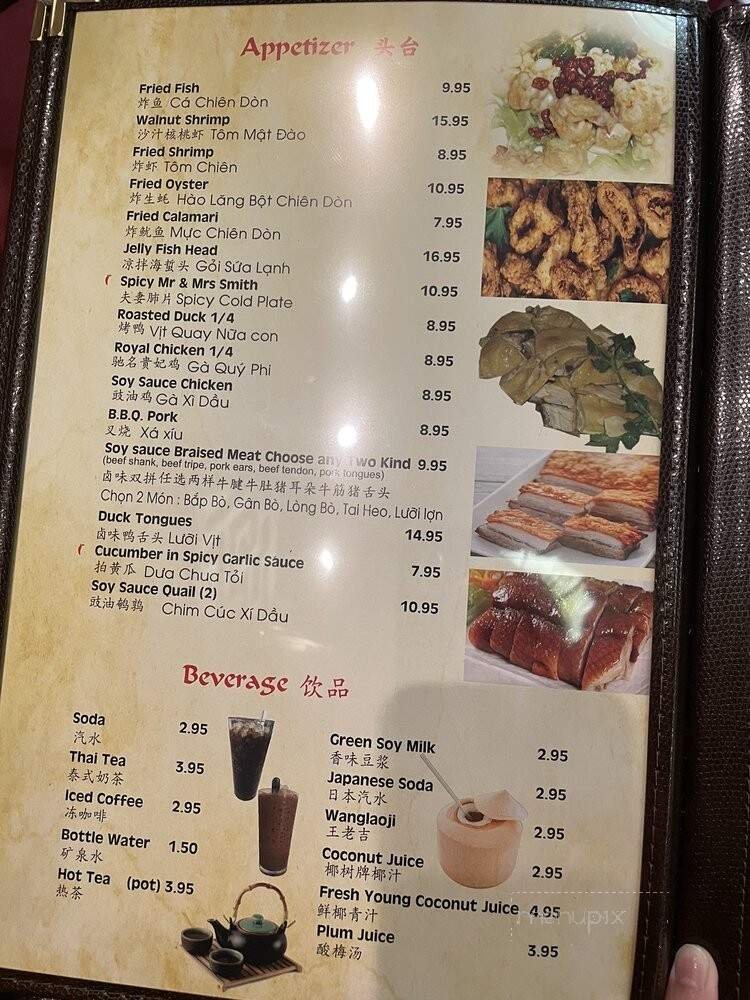 Appetizer 头台
Fried Fish 9.95
炸鱼 Cá Chiên Dòn
Walnut Shrimp 15.95
沙汁核桃虾 Tôm Mật Đào
Fried Shrimp 8.95
炸虾 Tôm Chiên
Fried Oyster 10.95
炸生蚝 Hào Lăng Bột Chiên Dòn
Fried Calamari 7.95
炸鱿鱼 Mực Chiên Dòn
Jelly Fish Head 16.95
凉拌海蜇头 Gỏi Sứa Lạnh
Spicy Mr & Mrs Smith 10.95
夫妻肺片 Spicy Cold Plate
Roasted Duck 1/4 8.95
烤鸭 Vịt Quay Nữa con
Royal Chicken 1/4 8.95
驰名貴妃鸡 Gà Quý Phi
Soy Sauce Chicken 8.95
豉油鸡 Gà Xì Dầu
B.B.Q. Pork 8.95
叉烧 Xá xíu
Soy sauce Braised Meat Choose any Two Kind 9.95
(beef shank, beef tripe, pork ears, beef tendon, pork tongues)
卤味双拼任选两样牛腱牛肚猪耳朵牛筋猪舌头
Chọn 2 Món : Bắp Bò, Gân Bò, Lòng Bò, Tai Heo, Lưỡi lợn
Duck Tongues 14.95
卤味鸭舌头 Lưỡi Vịt
Cucumber in Spicy Garlic Sauce 7.95
拍黄瓜 Dưa Chua Tỏi
Soy Sauce Quail (2) 10.95
豉油鹌鹑 Chim Cúc Xí Dầu
Beverage 饮品
Soda 2.95
汽水
Thai Tea 3.95
泰式奶茶
Iced Coffee 2.95
冻咖啡
Bottle Water 1.50
矿泉水
Hot Tea (pot) 3.95
热茶
Green Soy Milk 2.95
香味豆浆
Japanese Soda 2.95
日本汽水
Wanglaoji 2.95
王老吉
Coconut Juice 2.95
椰树牌椰汁
Fresh Young Coconut Juice 4.95
鲜椰青汁
Plum Juice 3.95
酸梅汤
menupix